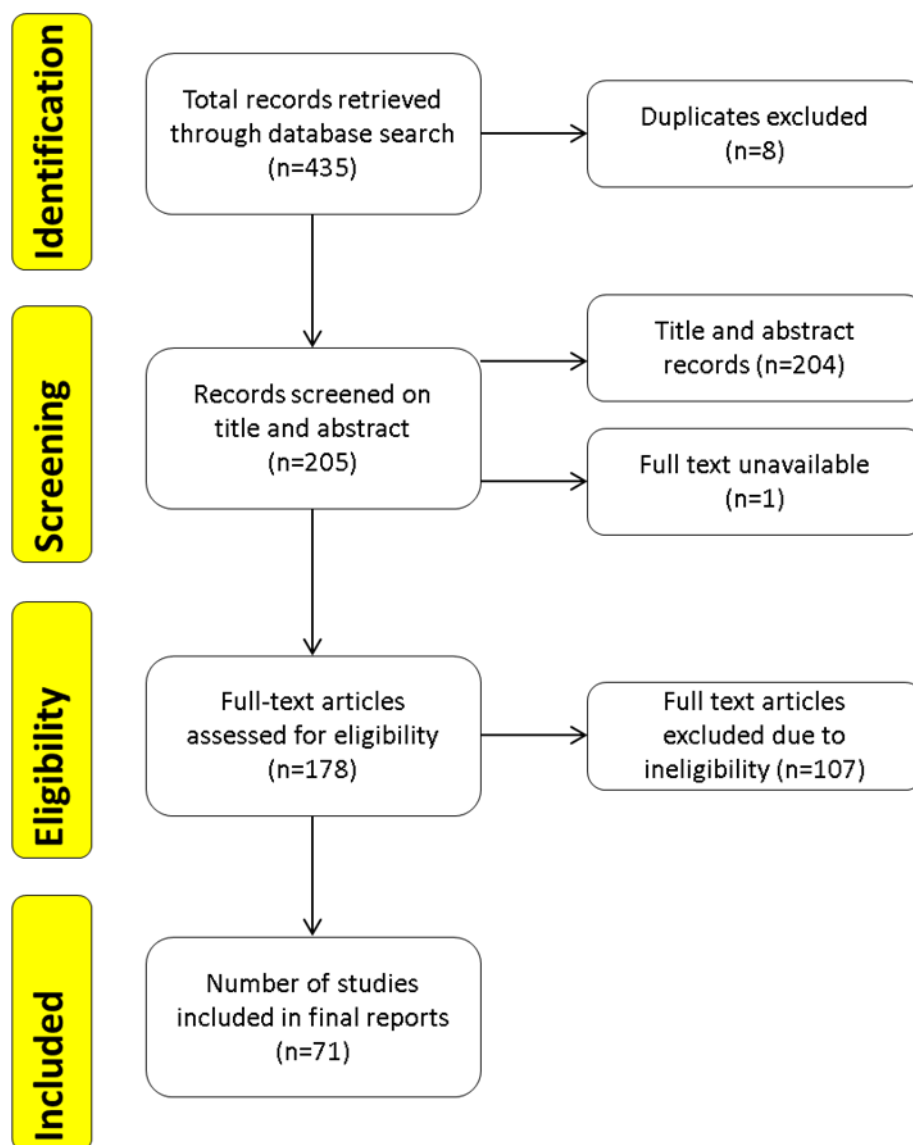 Identification
Total records retrieved
through database search
(n=435)
Duplicates excluded
(n=8)
Screening
Records screened on
title and abstract
(n=205)
Title and abstract
records (n=204)
Full text unavailable
(n=1)
Eligibility
Full-text articles
assessed for eligibility
(n=178)
Full text articles
excluded due to
ineligibility (n=107)
Included
Number of studies
included in final reports
(n=71)